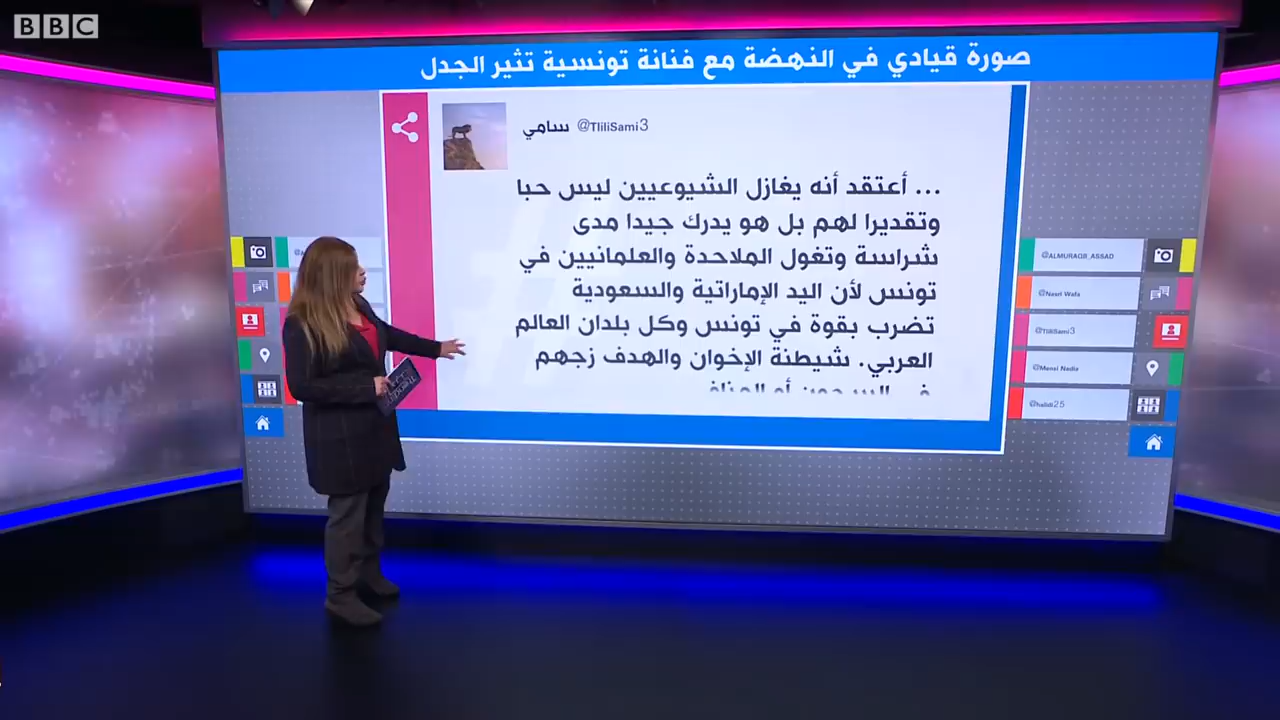 BBC
صورة قيادي في النهضة مع فنانة تونسية تثير الجدل
سامي @TliliSami3
... أعتقد أنه يغازل الشيوعيين ليس حبا
وتقديرا لهم بل هو يدرك جيدا مدى
شراسة وتغول الملاحدة والعلمانيين في
تونس لأن اليد الإماراتية والسعودية
تضرب بقوة في تونس وكل بلدان العالم
العربي. شيطنة الإخوان والهدف زجهم
@ALMURAQB_ASSAD
@Nasri Wafa
@TliliSami3
@Mensi Nadia